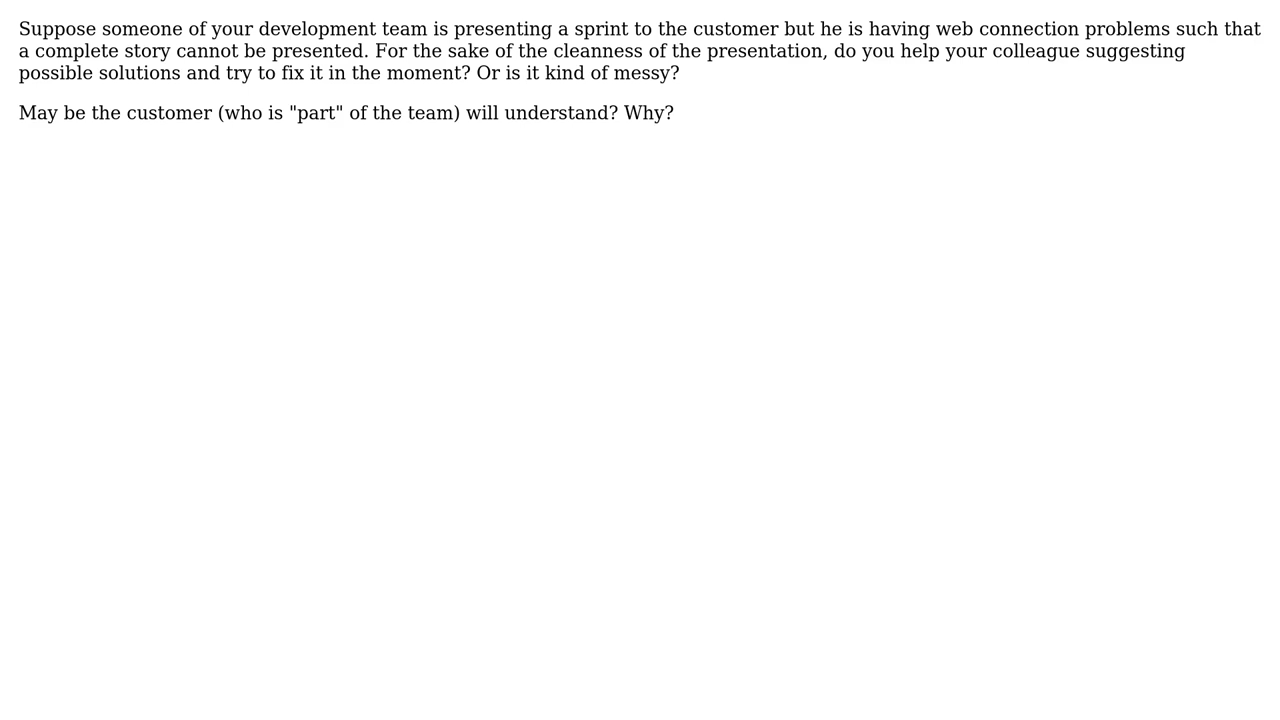 Suppose someone of your development team is presenting a sprint to the customer but he is having web connection problems such that
a complete story cannot be presented. For the sake of the cleanness of the presentation, do you help your colleague suggesting
possible solutions and try to fix it in the moment? Or is it kind of messy?
May be the customer (who is "part" of the team) will understand? Why?